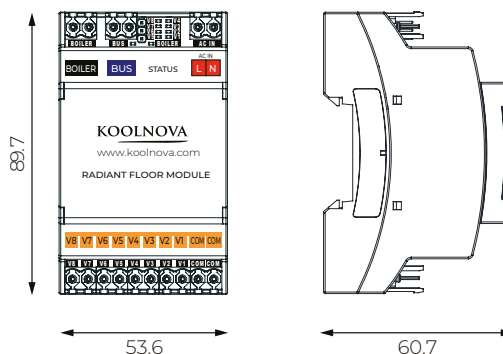 BOILER BUS BOILER AC IN
AC IN
BOILER BUS STATUS L N
KOOLNOVA
www.koolnova.com
RADIANT FLOOR MODULE
V8 V7 V6 V5 V4 V3 V2 V1 COM COM
V8 V7 V6 V5 V4 V3 V2 V1 COM COM
89.7
53.6
60.7